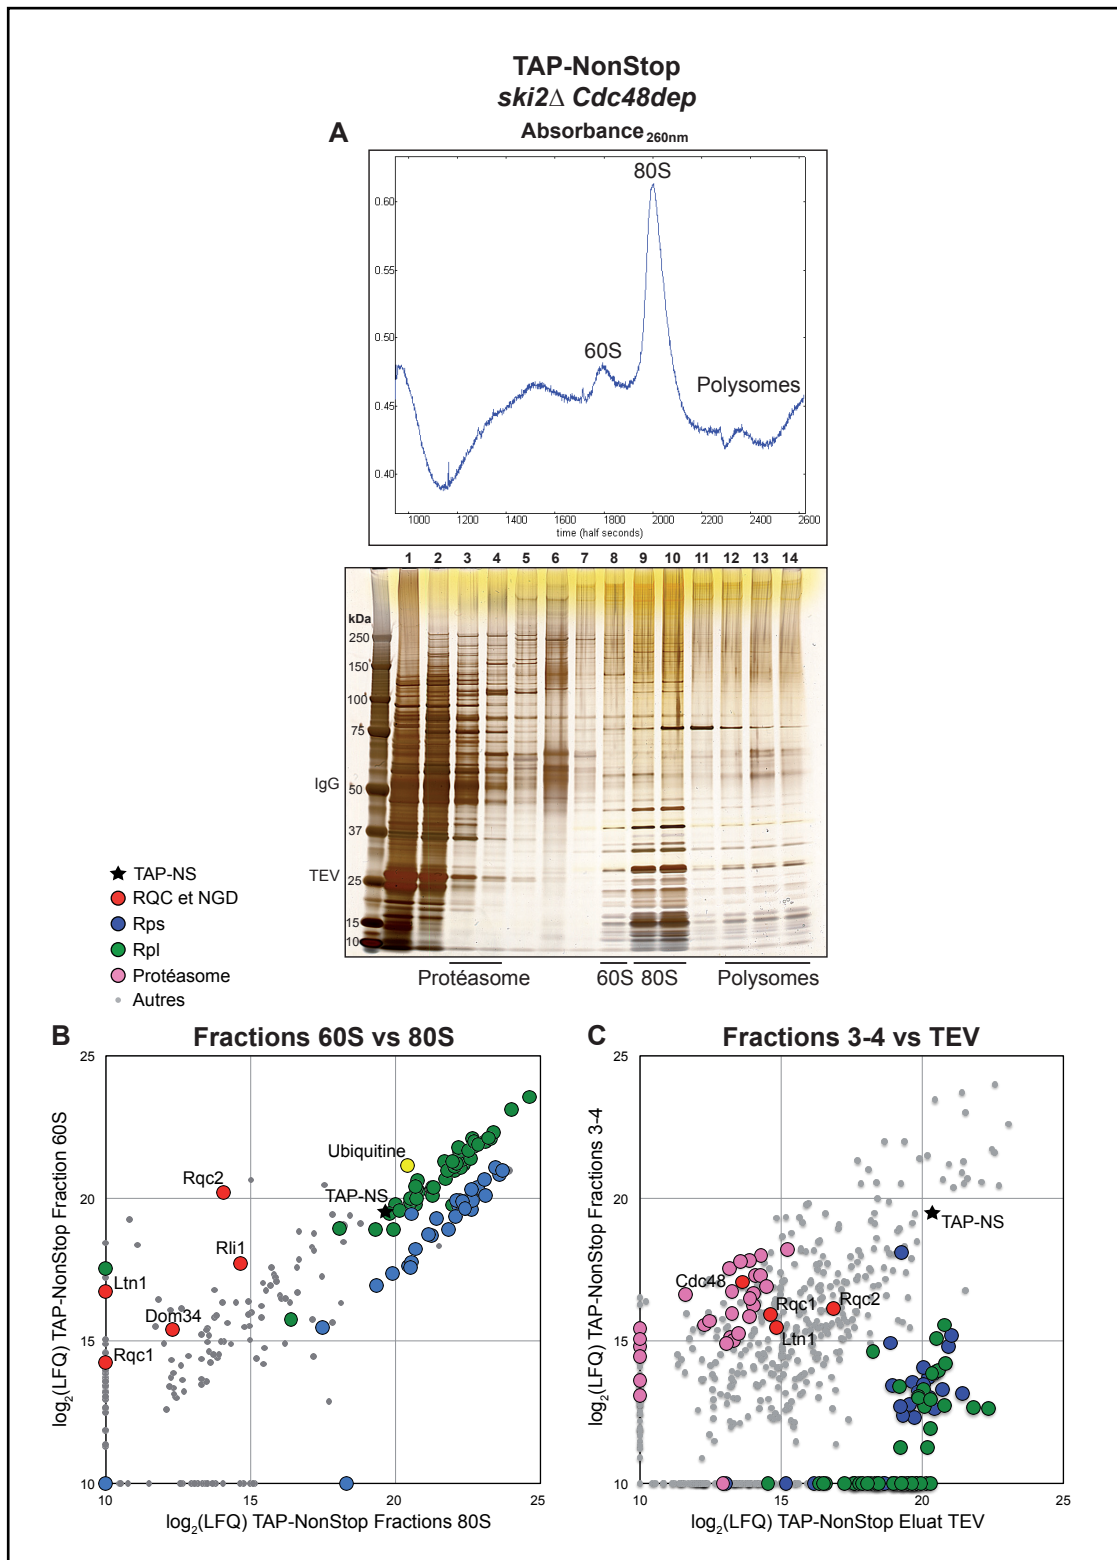 TAP-NonStop
ski2Δ Cdc48dep
A
Absorbance 260nm
80S
0.60
0.55
0.50
60S
Polysomes
0.45
0.40
1000 1200 1400 1600 1800 2000 2200 2400 2600
time (half seconds)
1 2 3 4 5 6 7 8 9 10 11 12 13 14
kDa
250
150
100
75
IgG
50
37
TEV
25
15
10
Protéasome
60S
80S
Polysomes
TAP-NS
RQC et NGD
Rps
Rpl
Protéasome
Autres
B
Fractions 60S vs 80S
25
20
15
10
log2(LFQ) TAP-NonStop Fraction 60S
Ubiquitine
Rqc2
TAP-NS
Rli1
Ltn1
Dom34
Rqc1
10 15 20 25
log2(LFQ) TAP-NonStop Fractions 80S
C
Fractions 3-4 vs TEV
25
20
15
10
log2(LFQ) TAP-NonStop Fractions 3-4
TAP-NS
Cdc48
Rqc1
Rqc2
Ltn1
10 15 20 25
log2(LFQ) TAP-NonStop Eluat TEV